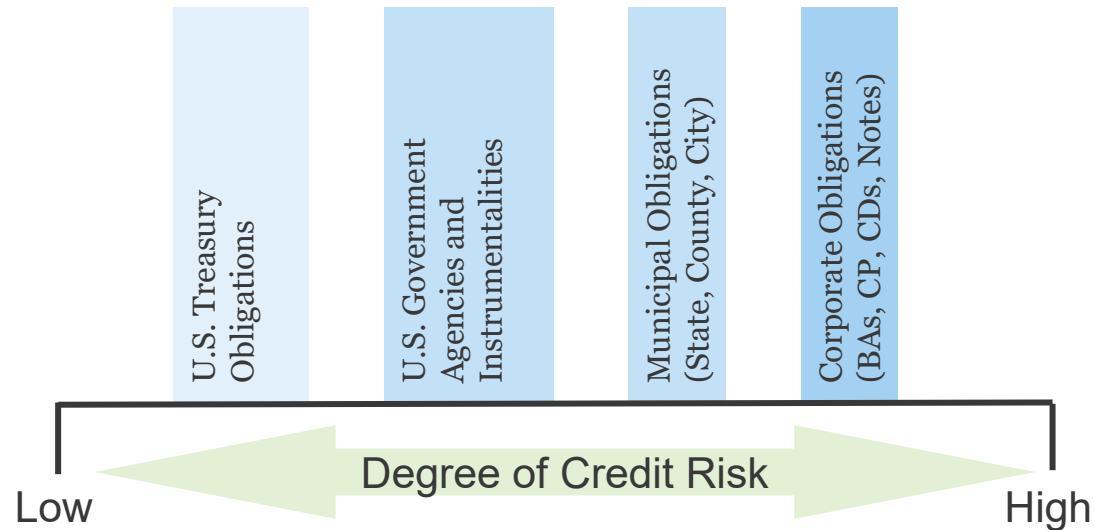 U.S. Treasury
Obligations
U.S. Government
Agencies and
Instrumentalities
Municipal Obligations
(State, County, City)
Corporate Obligations
(BAs, CP, CDs, Notes)
Degree of Credit Risk
Low
High